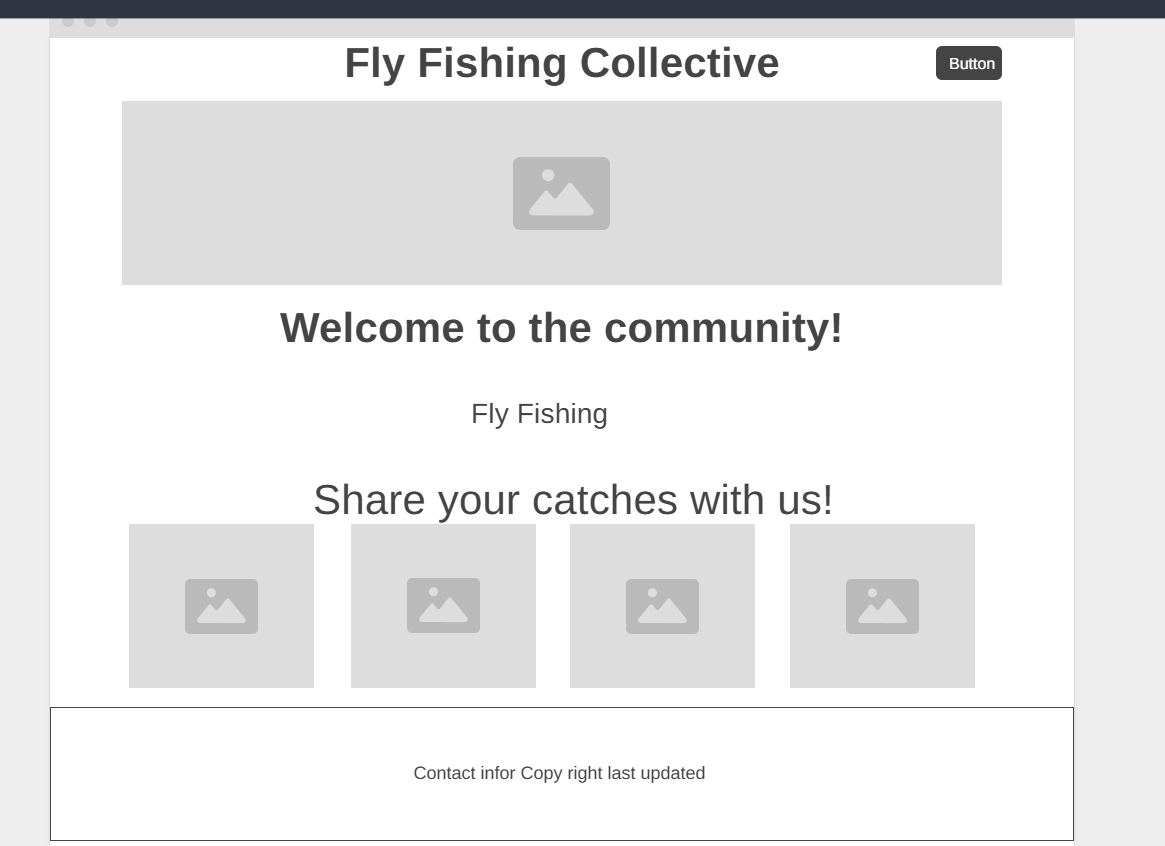 Fly Fishing Collective
Button
Welcome to the community!
Fly Fishing
Share your catches with us!
Contact infor Copy right last updated